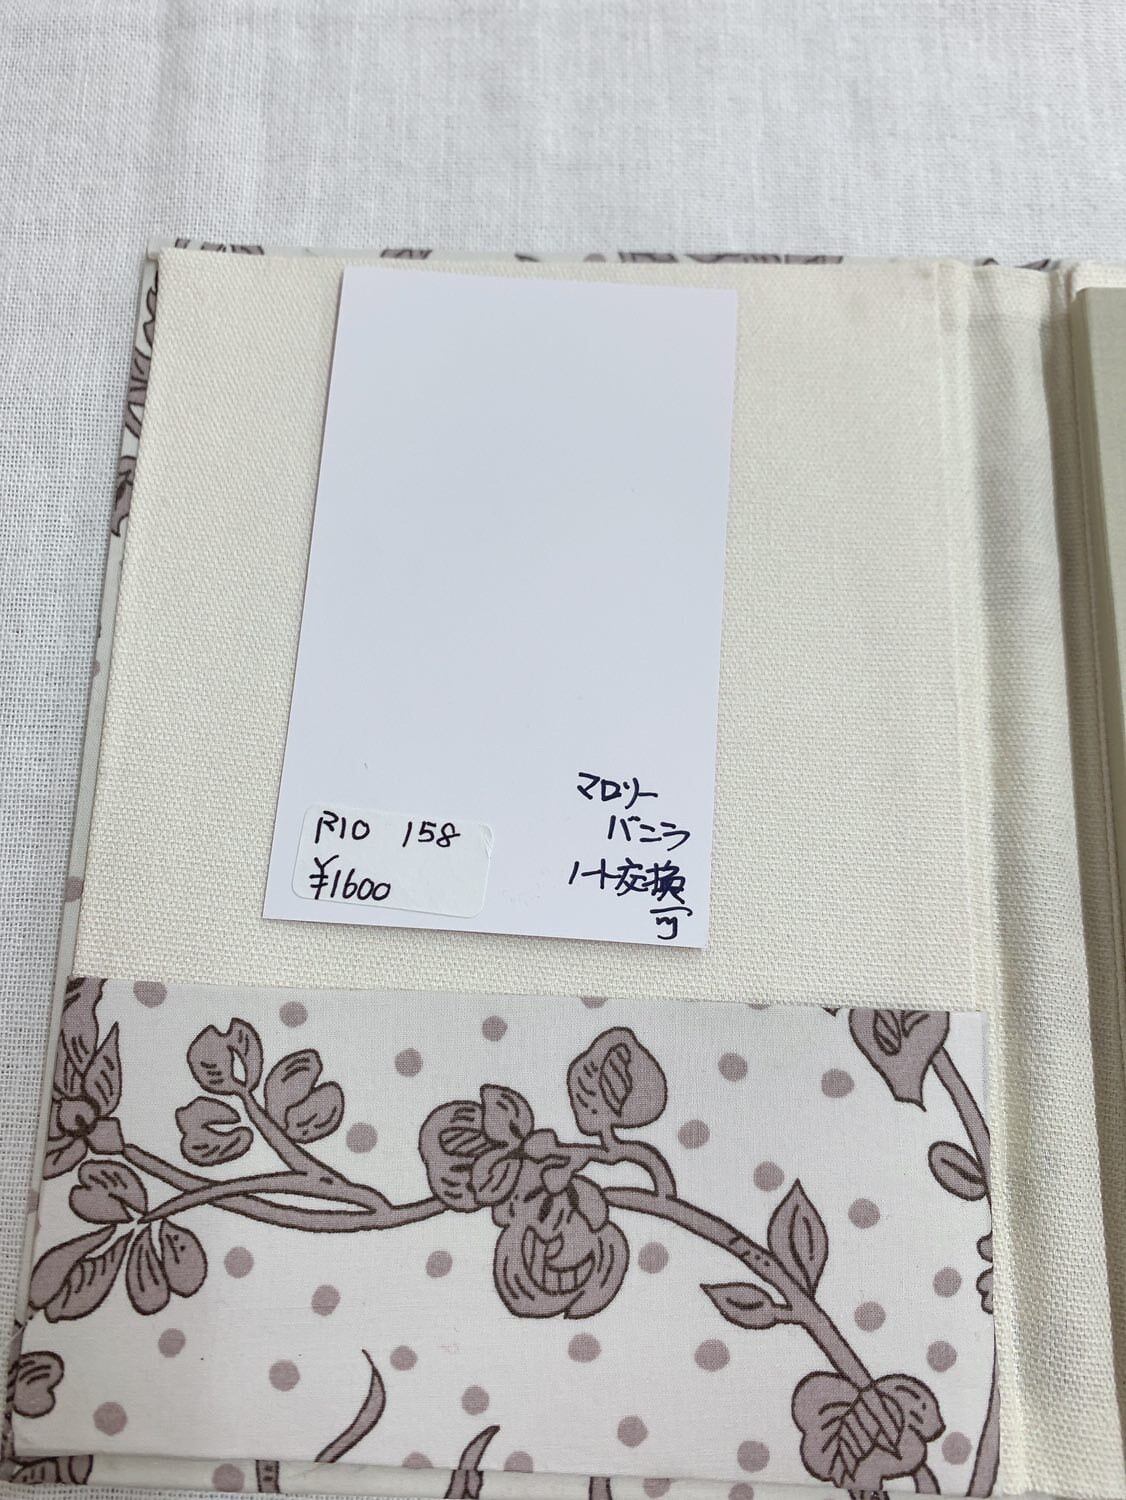 R10 158
¥1600
マロリー
バニラ
ノート交換
可